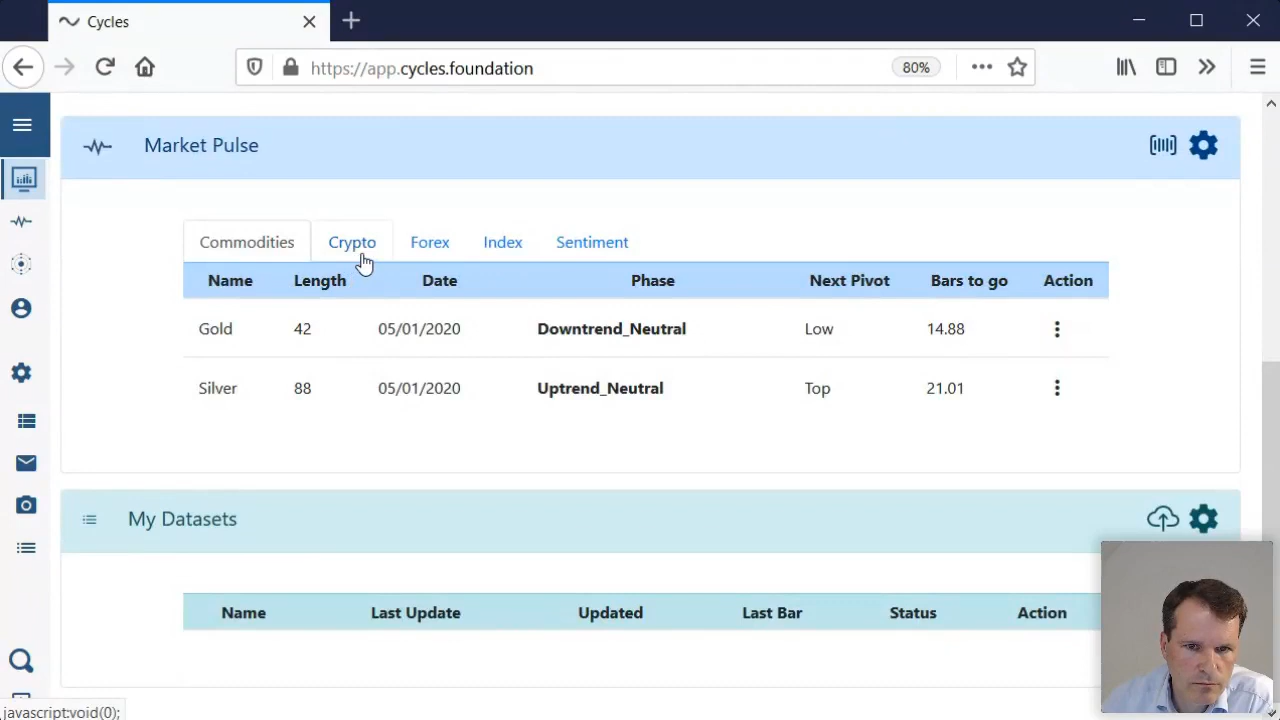 Cycles
https://app.cycles.foundation
80%
Market Pulse
Commodities Crypto Forex Index Sentiment
Name Length Date Phase Next Pivot Bars to go Action
Gold 42 05/01/2020 Downtrend_Neutral Low 14.88
Silver 88 05/01/2020 Uptrend_Neutral Top 21.01
My Datasets
Name Last Update Updated Last Bar Status Action
javascript:void(0);